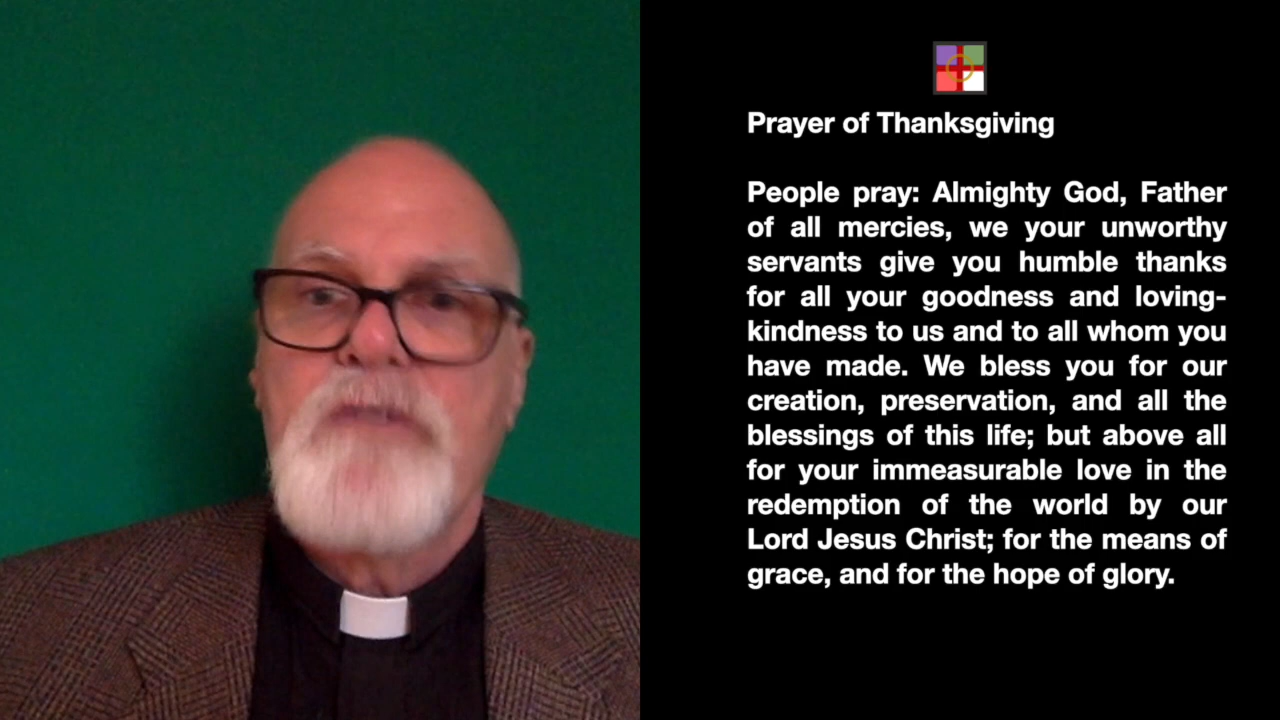 Prayer of Thanksgiving
People pray: Almighty God, Father
of all mercies, we your unworthy
servants give you humble thanks
for all your goodness and loving-
kindness to us and to all whom you
have made. We bless you for our
creation, preservation, and all the
blessings of this life; but above all
for your immeasurable love in the
redemption of the world by our
Lord Jesus Christ; for the means of
grace, and for the hope of glory.